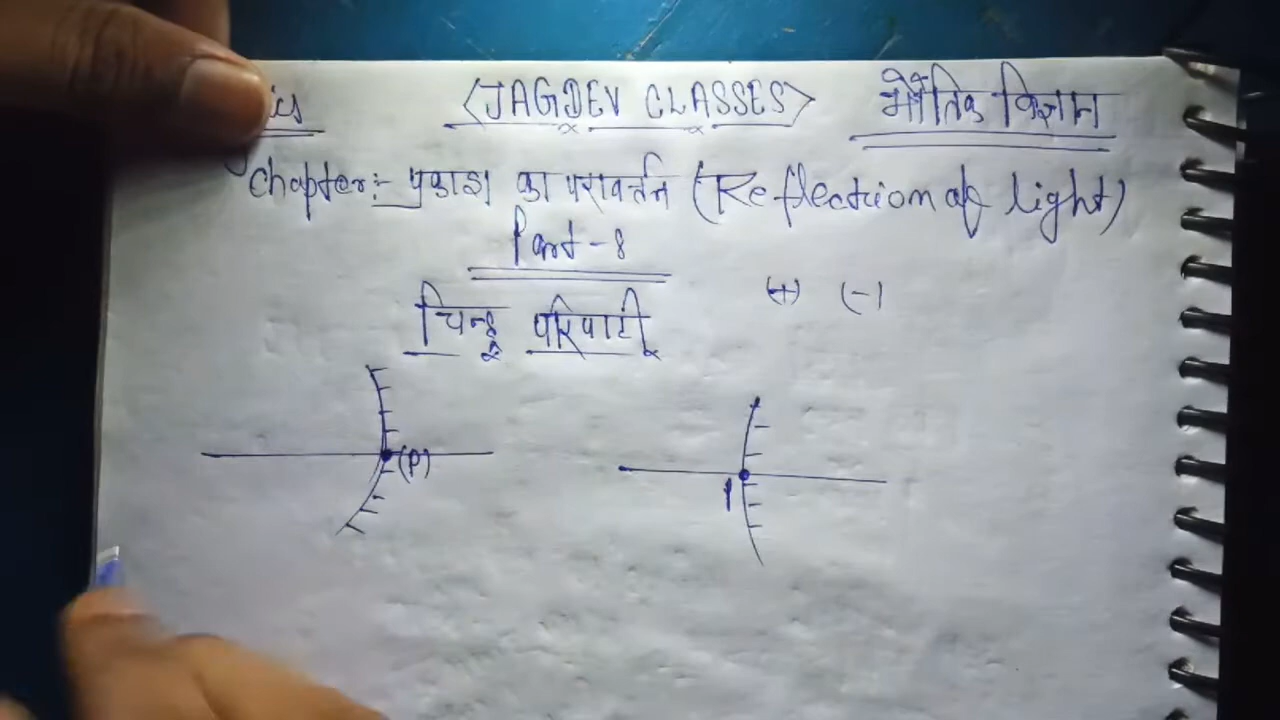 <JAGDEV CLASSES> भौतिक विज्ञान
Chapter:- प्रकाश का परावर्तन (Reflection of light)
Part-8
(+) (-)
चिन्ह परिपाटी
(P)
P